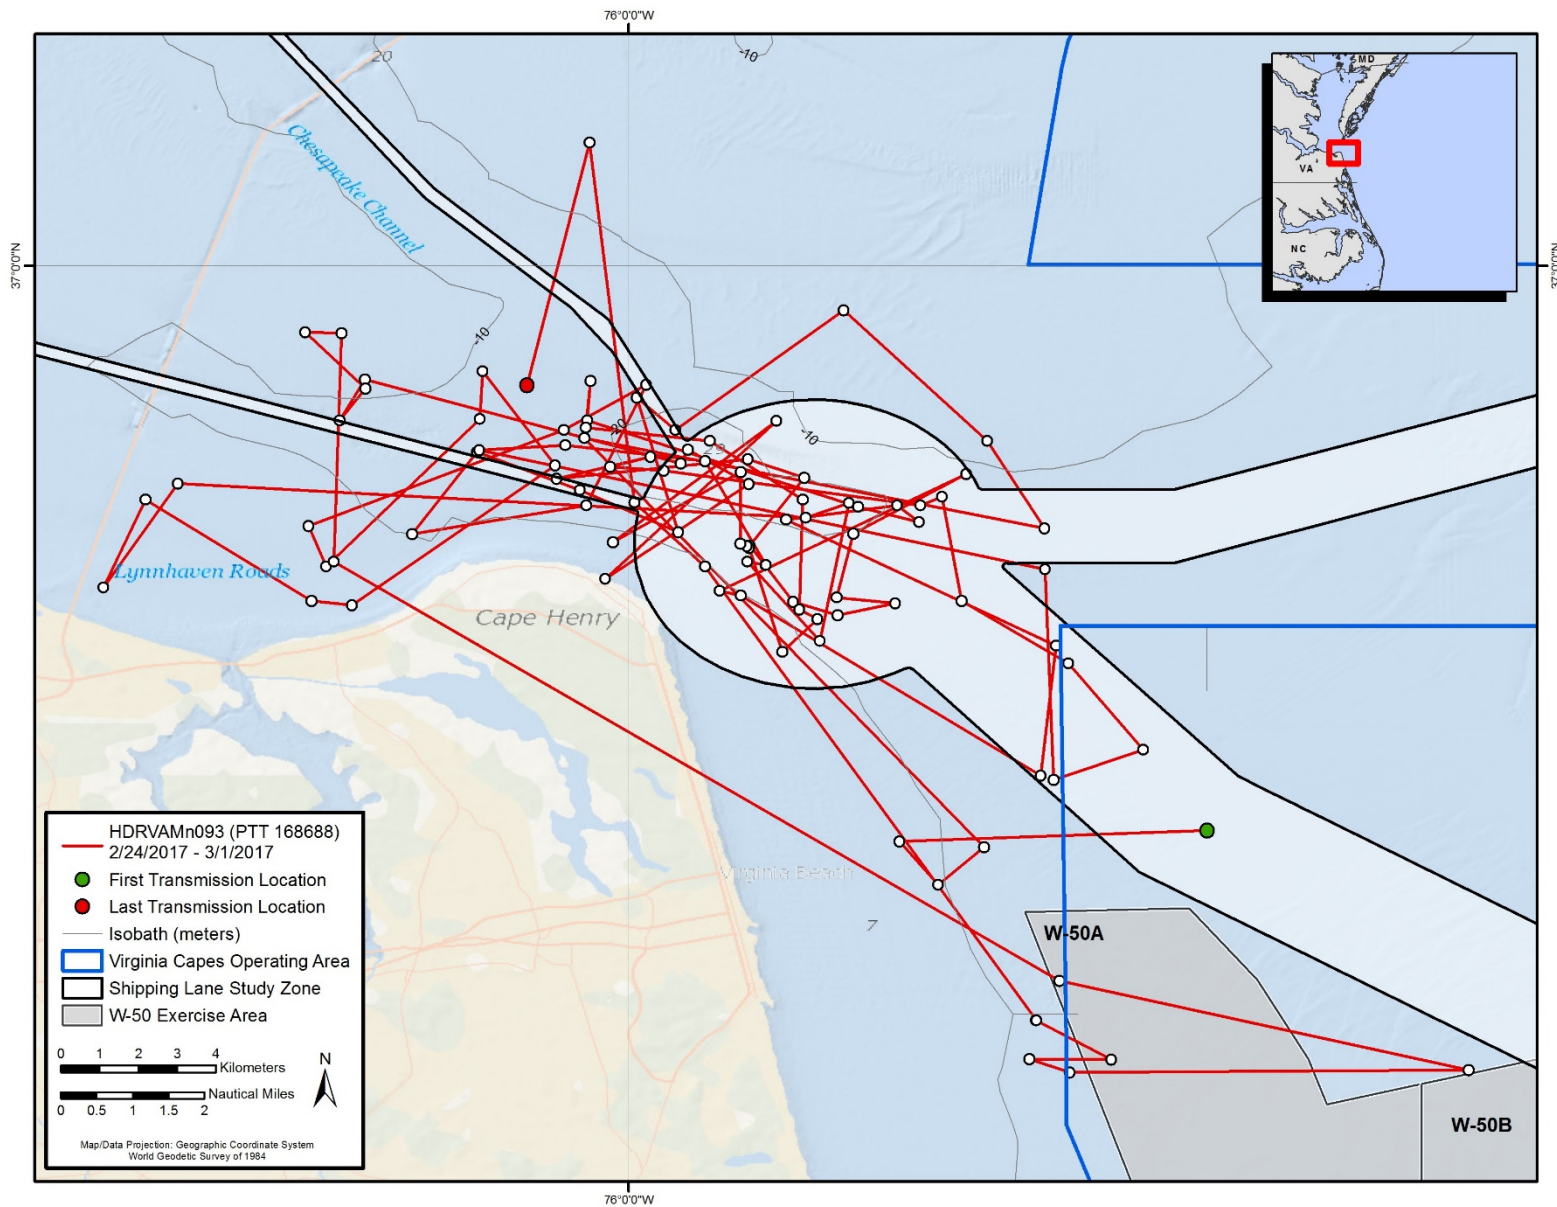 76°0'0"W
20
-10
MD
VA
NC
Chesapeake Channel
37°0'0"N
37°0'0"N
-10
-20
29
-10
Lynnhaven Roads
Cape Henry
Virginia Beach
7
W-50A
W-50B
HDRVAMn093 (PTT 168688)
2/24/2017 - 3/1/2017
First Transmission Location
Last Transmission Location
Isobath (meters)
Virginia Capes Operating Area
Shipping Lane Study Zone
W-50 Exercise Area
0 1 2 3 4
Kilometers
N
Nautical Miles
0 0.5 1 1.5 2
Map/Data Projection: Geographic Coordinate System
World Geodetic Survey of 1984
76°0'0"W